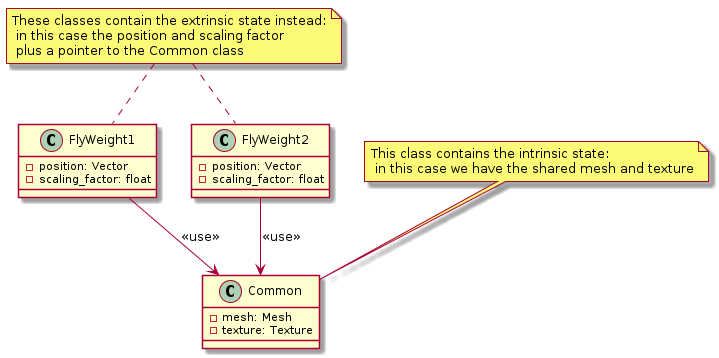 These classes contain the extrinsic state instead:
in this case the position and scaling factor
plus a pointer to the Common class
C FlyWeight1
position: Vector
scaling_factor: float
C FlyWeight2
position: Vector
scaling_factor: float
This class contains the intrinsic state:
in this case we have the shared mesh and texture
«use»
«use»
C Common
mesh: Mesh
texture: Texture